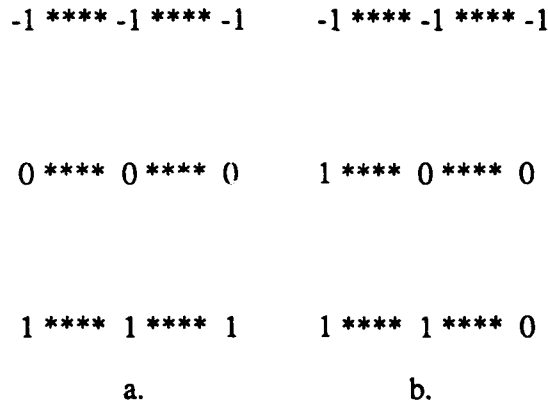 -1 **** -1 **** -1 -1 **** -1 **** -1
0 **** 0 **** 0 1 **** 0 **** 0
1 **** 1 **** 1 1 **** 1 **** 0
a. b.